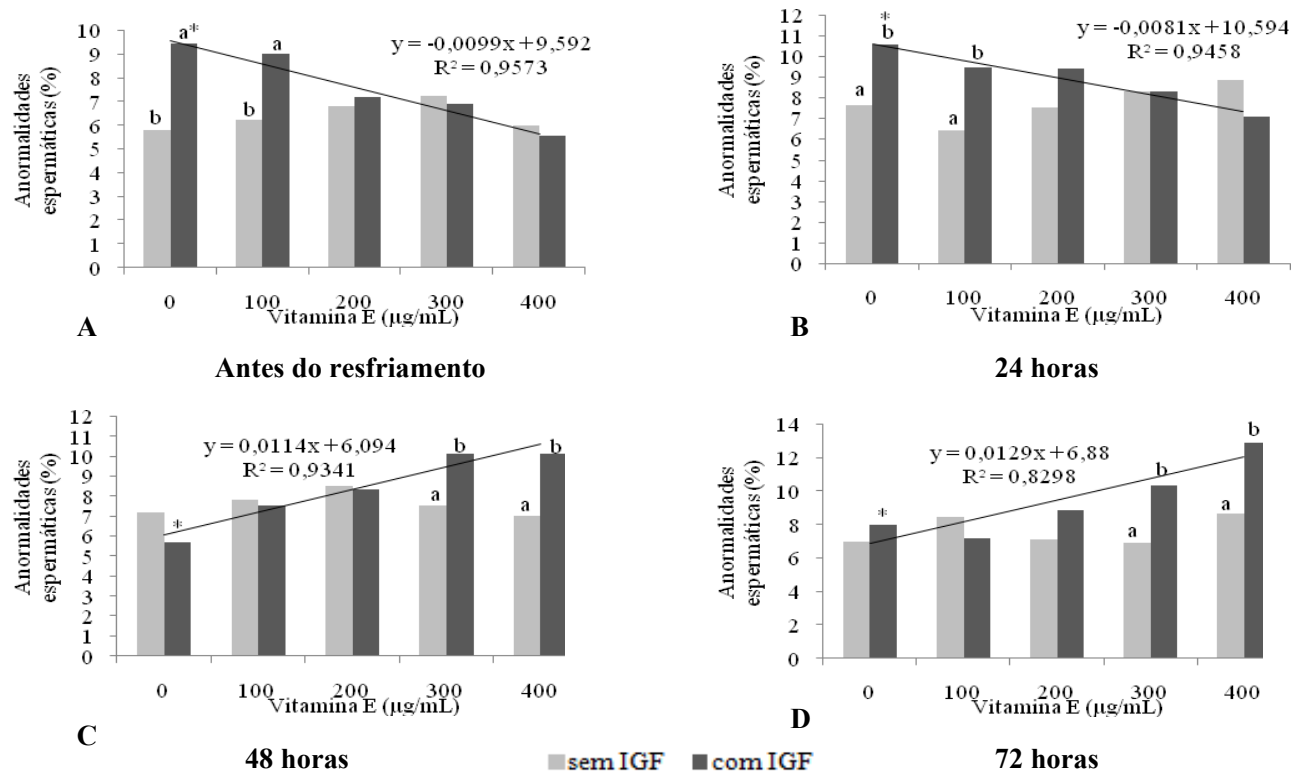 10
9
8
7
6
5
4
3
2
1
0
Anormalidades
espermáticas (%)
a*
a
b
b
y = -0,0099x + 9,592
R² = 0,9573
0 100 200 300 400
Vitamina E (µg/mL)
A
Antes do resfriamento
12
11
10
9
8
7
6
5
4
3
2
1
0
Anormalidades
espermáticas (%)
*
b
b
a
a
y = -0,0081x + 10,594
R² = 0,9458
0 100 200 300 400
Vitamina E (µg/mL)
B
24 horas
12
11
10
9
8
7
6
5
4
3
2
1
0
Anormalidades
espermáticas (%)
y = 0,0114x + 6,094
R² = 0,9341
b
b
a
a
*
0 100 200 300 400
Vitamina E (µg/mL)
C
48 horas
14
12
10
8
6
4
2
0
Anormalidades
espermáticas (%)
y = 0,0129x + 6,88
R² = 0,8298
b
b
*
a
a
0 100 200 300 400
Vitamina E (µg/mL)
D
72 horas
sem IGF com IGF